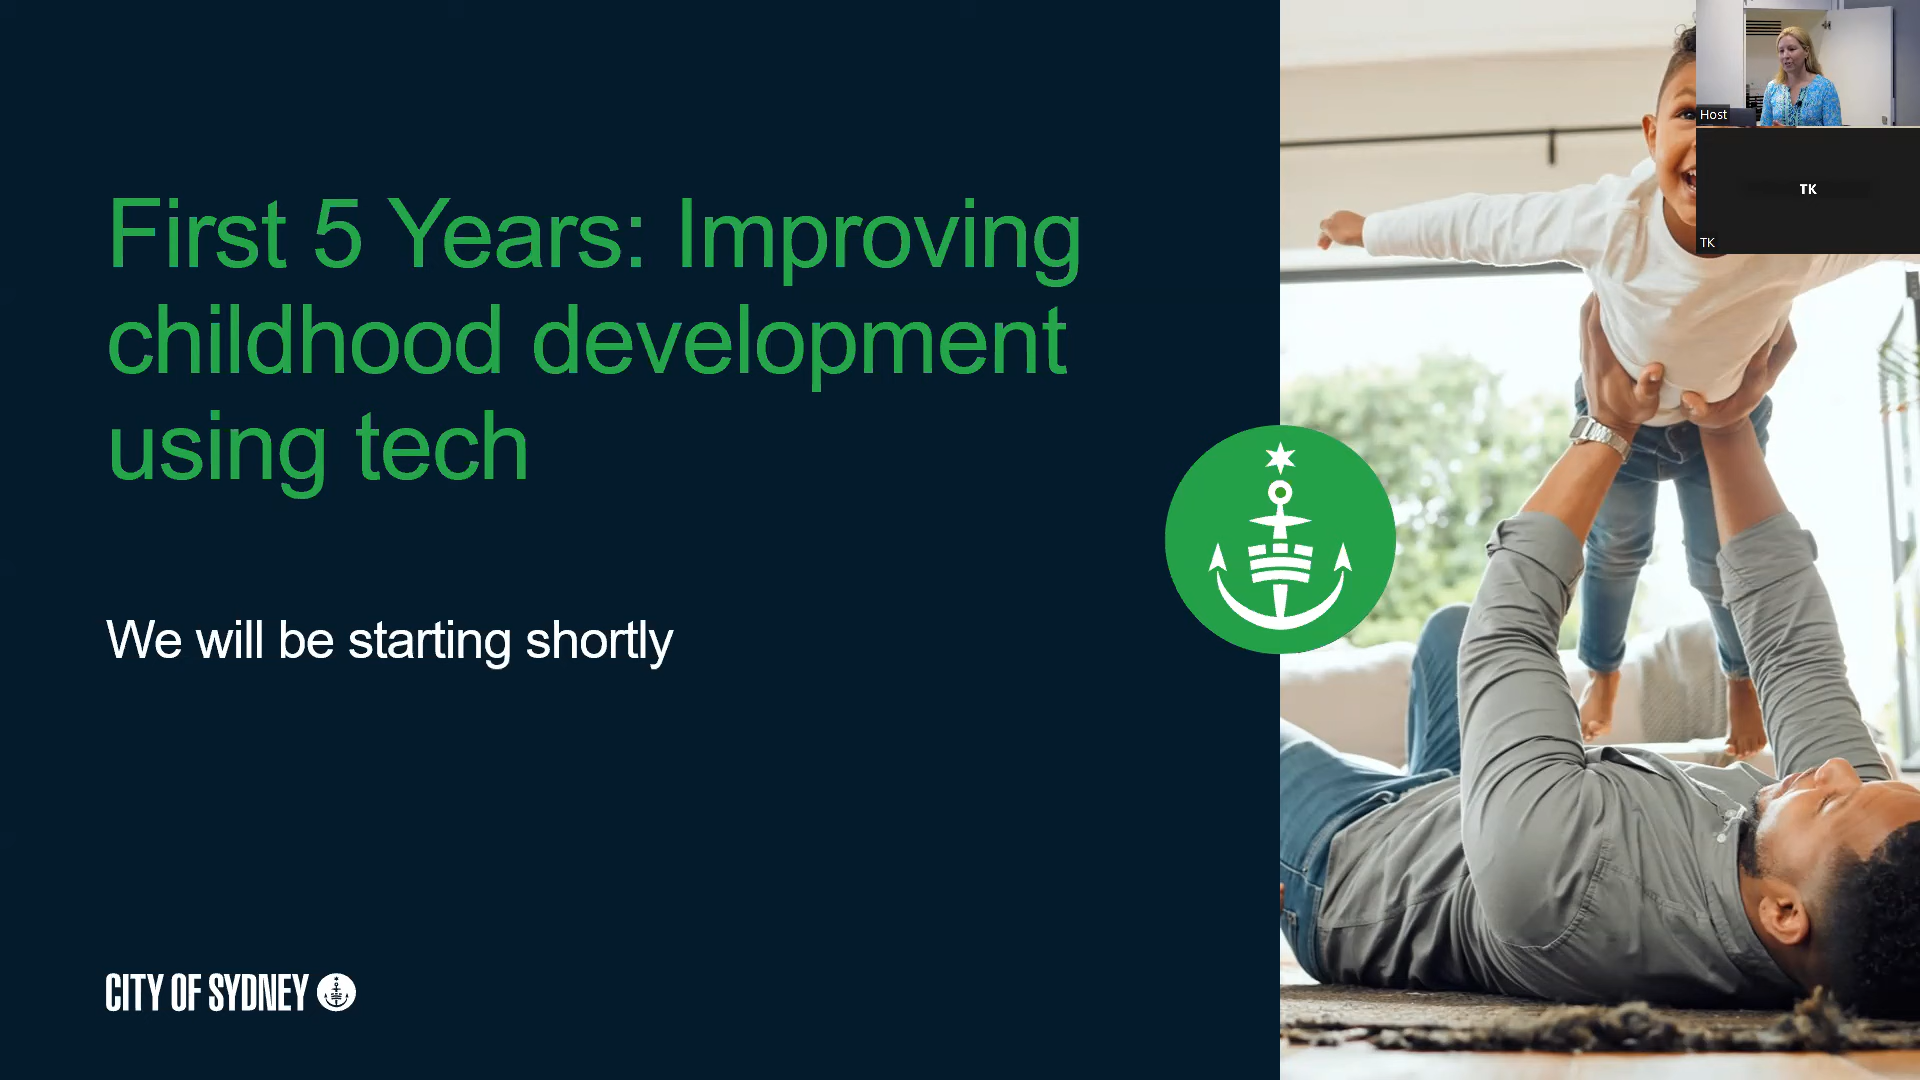 First 5 Years: Improving
childhood development
using tech
We will be starting shortly
CITY OF SYDNEY
Host
TK
TK